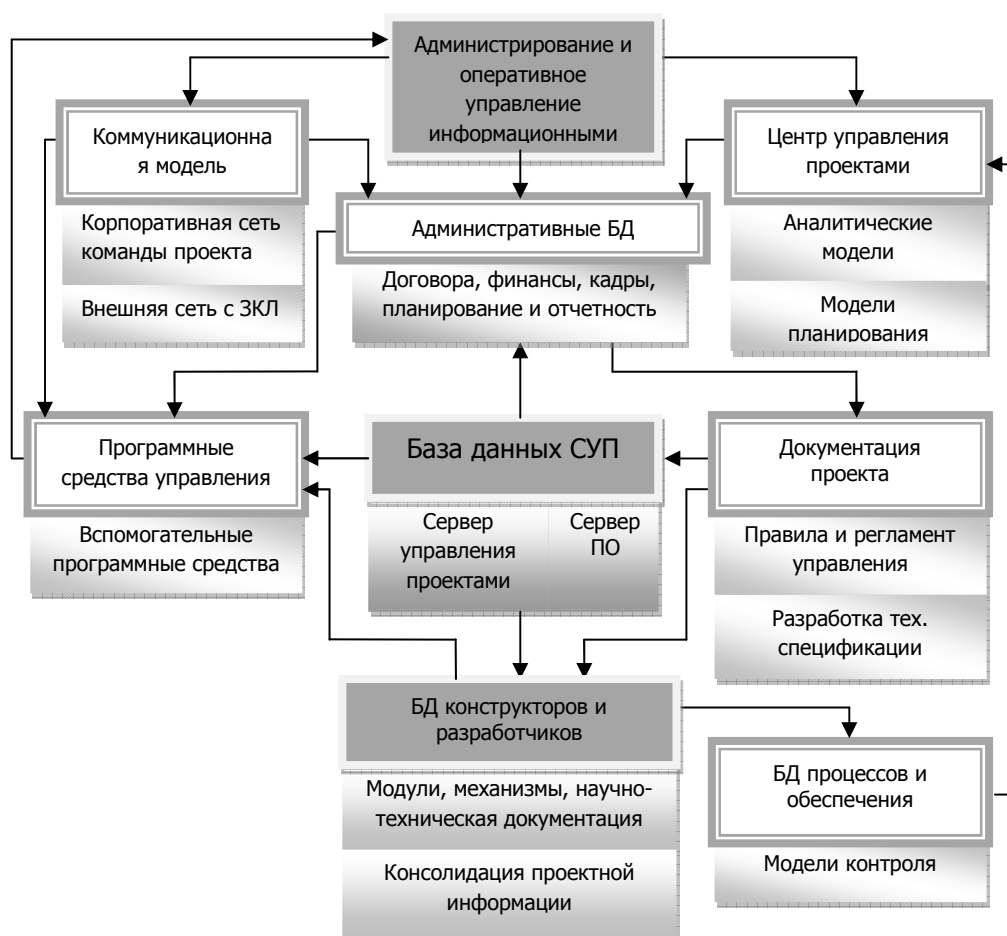 Администрирование и
оперативное
управление
информационными
Коммуникационна
я модель
Корпоративная сеть
команды проекта
Внешняя сеть с ЗКЛ
Административные БД
Договора, финансы, кадры,
планирование и отчетность
Центр управления
проектами
Аналитические
модели
Модели
планирования
Программные
средства управления
Вспомогательные
программные средства
База данных СУП
Сервер
управления
проектами
Сервер
ПО
Документация
проекта
Правила и регламент
управления
Разработка тех.
спецификации
БД конструкторов и
разработчиков
Модули, механизмы, научно-
техническая документация
Консолидация проектной
информации
БД процессов и
обеспечения
Модели контроля